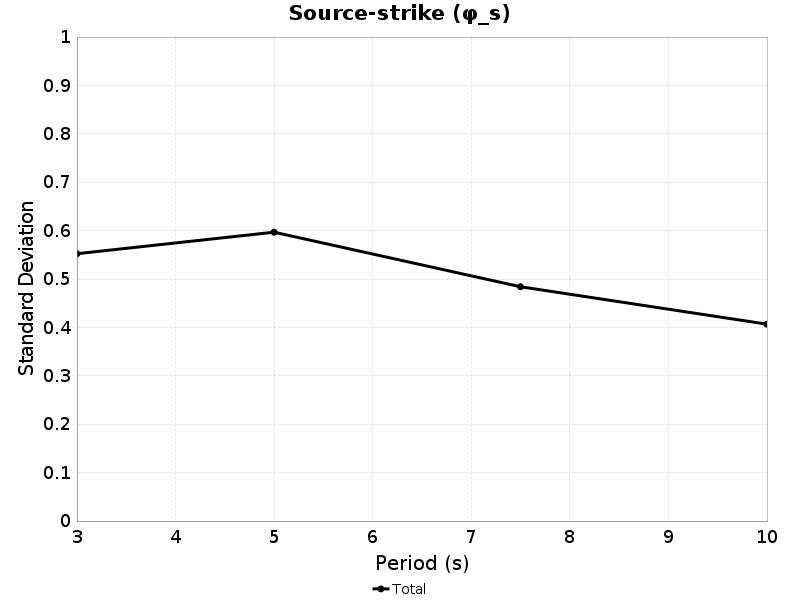 Source-strike (φ_s)
1
0.9
0.8
0.7
0.6
0.5
0.4
0.3
0.2
0.1
0
Standard Deviation
3 4 5 6 7 8 9 10
Period (s)
Total